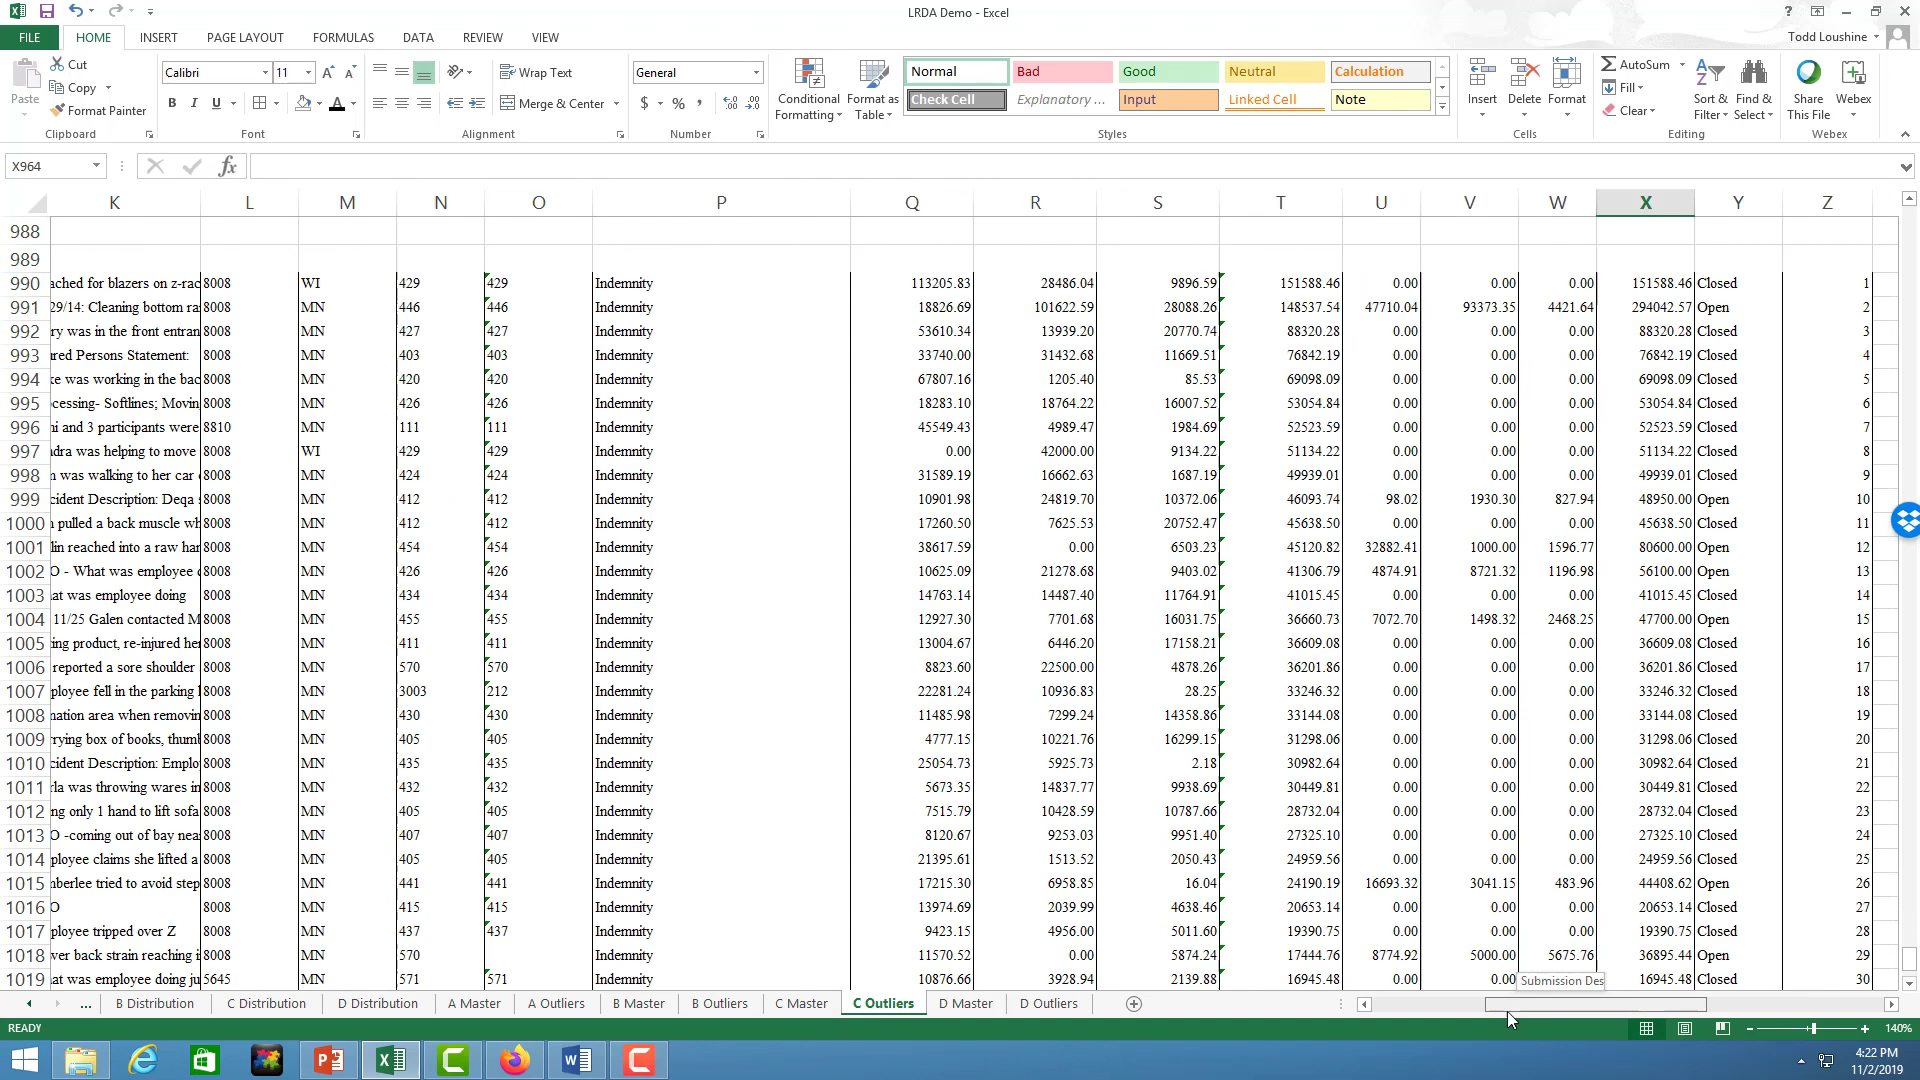 LRDA Demo - Excel
FILE HOME INSERT PAGE LAYOUT FORMULAS DATA REVIEW VIEW Todd Loushine
Paste Cut Copy Format Painter
Calibri 11 B I U A
Wrap Text Merge & Center
General $ % ,
Conditional Formatting Format as Table
Normal Bad Good Neutral Calculation
Check Cell Explanatory ... Input Linked Cell Note
Insert Delete Format
AutoSum Fill Clear
Sort & Filter Find & Select
Share This File Webex
Clipboard Font Alignment Number Styles Cells Editing Webex
X964 fx
K L M N O P Q R S T U V W X Y Z
988
989
990 ached for blazers on z-rac 8008 WI 429 429 Indemnity 113205.83 28486.04 9896.59 151588.46 0.00 0.00 0.00 151588.46 Closed 1
991 29/14: Cleaning bottom ra 8008 MN 446 446 Indemnity 18826.69 101622.59 28088.26 148537.54 47710.04 93373.35 4421.64 294042.57 Open 2
992 ry was in the front entran 8008 MN 427 427 Indemnity 53610.34 13939.20 20770.74 88320.28 0.00 0.00 0.00 88320.28 Closed 3
993 red Persons Statement: 8008 MN 403 403 Indemnity 33740.00 31432.68 11669.51 76842.19 0.00 0.00 0.00 76842.19 Closed 4
994 ke was working in the bac 8008 MN 420 420 Indemnity 67807.16 1205.40 85.53 69098.09 0.00 0.00 0.00 69098.09 Closed 5
995 cessing- Softlines; Movin 8008 MN 426 426 Indemnity 18283.10 18764.22 16007.52 53054.84 0.00 0.00 0.00 53054.84 Closed 6
996 ni and 3 participants were 8810 MN 111 111 Indemnity 45549.43 4989.47 1984.69 52523.59 0.00 0.00 0.00 52523.59 Closed 7
997 dra was helping to move 8008 WI 429 429 Indemnity 0.00 42000.00 9134.22 51134.22 0.00 0.00 0.00 51134.22 Closed 8
998 n was walking to her car 8008 MN 424 424 Indemnity 31589.19 16662.63 1687.19 49939.01 0.00 0.00 0.00 49939.01 Closed 9
999 cident Description: Deqa 8008 MN 412 412 Indemnity 10901.98 24819.70 10372.06 46093.74 98.02 1930.30 827.94 48950.00 Open 10
1000 n pulled a back muscle wh 8008 MN 412 412 Indemnity 17260.50 7625.53 20752.47 45638.50 0.00 0.00 0.00 45638.50 Closed 11
1001 lin reached into a raw har 8008 MN 454 454 Indemnity 38617.59 0.00 6503.23 45120.82 32882.41 1000.00 1596.77 80600.00 Open 12
1002 O - What was employee 8008 MN 426 426 Indemnity 10625.09 21278.68 9403.02 41306.79 4874.91 8721.32 1196.98 56100.00 Open 13
1003 at was employee doing 8008 MN 434 434 Indemnity 14763.14 14487.40 11764.91 41015.45 0.00 0.00 0.00 41015.45 Closed 14
1004 11/25 Galen contacted M 8008 MN 455 455 Indemnity 12927.30 7701.68 16031.75 36660.73 7072.70 1498.32 2468.25 47700.00 Open 15
1005 ing product, re-injured her 8008 MN 411 411 Indemnity 13004.67 6446.20 17158.21 36609.08 0.00 0.00 0.00 36609.08 Closed 16
1006 reported a sore shoulder 8008 MN 570 570 Indemnity 8823.60 22500.00 4878.26 36201.86 0.00 0.00 0.00 36201.86 Closed 17
1007 ployee fell in the parking l 8008 MN 3003 212 Indemnity 22281.24 10936.83 28.25 33246.32 0.00 0.00 0.00 33246.32 Closed 18
1008 nation area when removin 8008 MN 430 430 Indemnity 11485.98 7299.24 14358.86 33144.08 0.00 0.00 0.00 33144.08 Closed 19
1009 rrying box of books, thumb 8008 MN 405 405 Indemnity 4777.15 10221.76 16299.15 31298.06 0.00 0.00 0.00 31298.06 Closed 20
1010 cident Description: Emplo 8008 MN 435 435 Indemnity 25054.73 5925.73 2.18 30982.64 0.00 0.00 0.00 30982.64 Closed 21
1011 rla was throwing wares in 8008 MN 432 432 Indemnity 5673.35 14837.77 9938.69 30449.81 0.00 0.00 0.00 30449.81 Closed 22
1012 ng only 1 hand to lift sofa 8008 MN 405 405 Indemnity 7515.79 10428.59 10787.66 28732.04 0.00 0.00 0.00 28732.04 Closed 23
1013 O -coming out of bay nea 8008 MN 407 407 Indemnity 8120.67 9253.03 9951.40 27325.10 0.00 0.00 0.00 27325.10 Closed 24
1014 ployee claims she lifted a 8008 MN 405 405 Indemnity 21395.61 1513.52 2050.43 24959.56 0.00 0.00 0.00 24959.56 Closed 25
1015 nberlee tried to avoid step 8008 MN 441 441 Indemnity 17215.30 6958.85 16.04 24190.19 16693.32 3041.15 483.96 44408.62 Open 26
1016 O 8008 MN 415 415 Indemnity 13974.69 2039.99 4638.46 20653.14 0.00 0.00 0.00 20653.14 Closed 27
1017 ployee tripped over Z 8008 MN 437 437 Indemnity 9423.15 4956.00 5011.60 19390.75 0.00 0.00 0.00 19390.75 Closed 28
1018 ver back strain reaching i 8008 MN 570 Indemnity 11570.52 0.00 5874.24 17444.76 8774.92 5000.00 5675.76 36895.44 Open 29
1019 at was employee doing ju 5645 MN 571 571 Indemnity 10876.66 3928.94 2139.88 16945.48 0.00 0.00 16945.48 Closed 30
Submission Des
... B Distribution C Distribution D Distribution A Master A Outliers B Master B Outliers C Master C Outliers D Master D Outliers
READY 140%
4:22 PM
11/2/2019